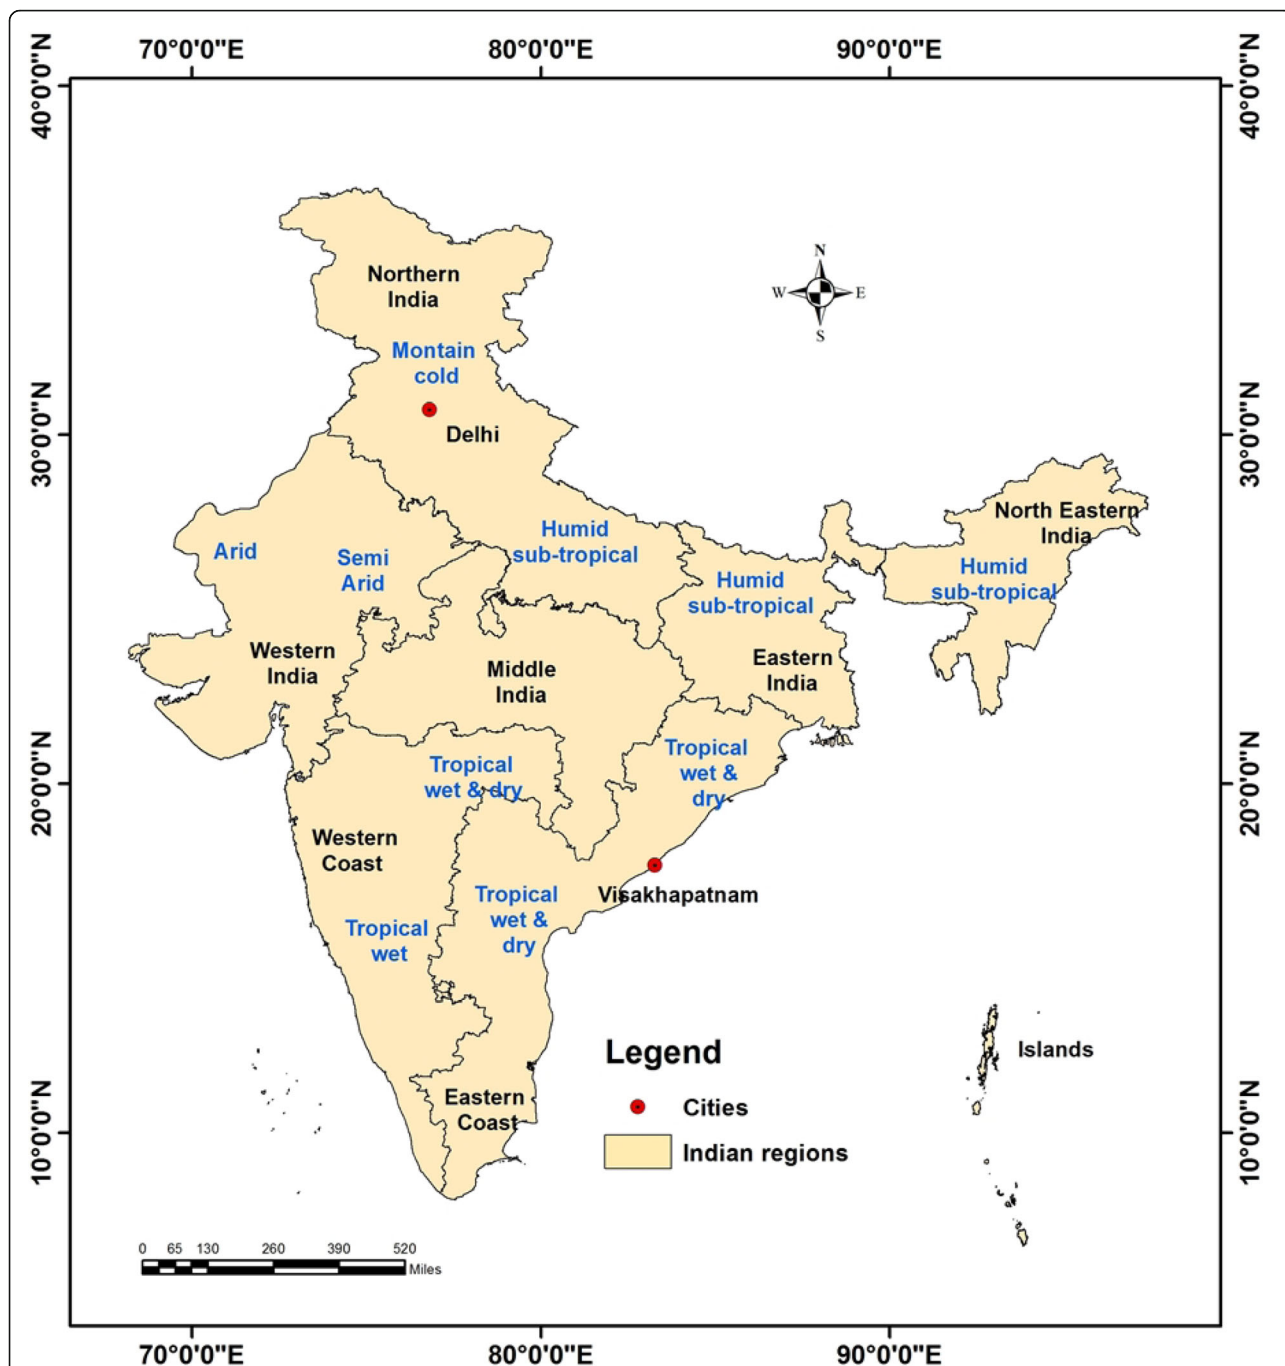 70°0'0"E 80°0'0"E 90°0'0"E
40°0'0"N 40°0'0"N
N
W E
S
Northern
India
Montain
cold
Delhi
30°0'0"N 30°0'0"N
North Eastern
India
Humid
sub-tropical
Arid
Semi
Arid
Humid
sub-tropical
Humid
sub-tropical
Western
India
Middle
India
Eastern
India
Tropical
wet &
dry
Tropical
wet & dry
20°0'0"N 20°0'0"N
Western
Coast
Visakhapatnam
Tropical
wet &
dry
Tropical
wet
Islands
Legend
Cities
Indian regions
Eastern
Coast
10°0'0"N 10°0'0"N
0 65 130 260 390 520
Miles
70°0'0"E 80°0'0"E 90°0'0"E